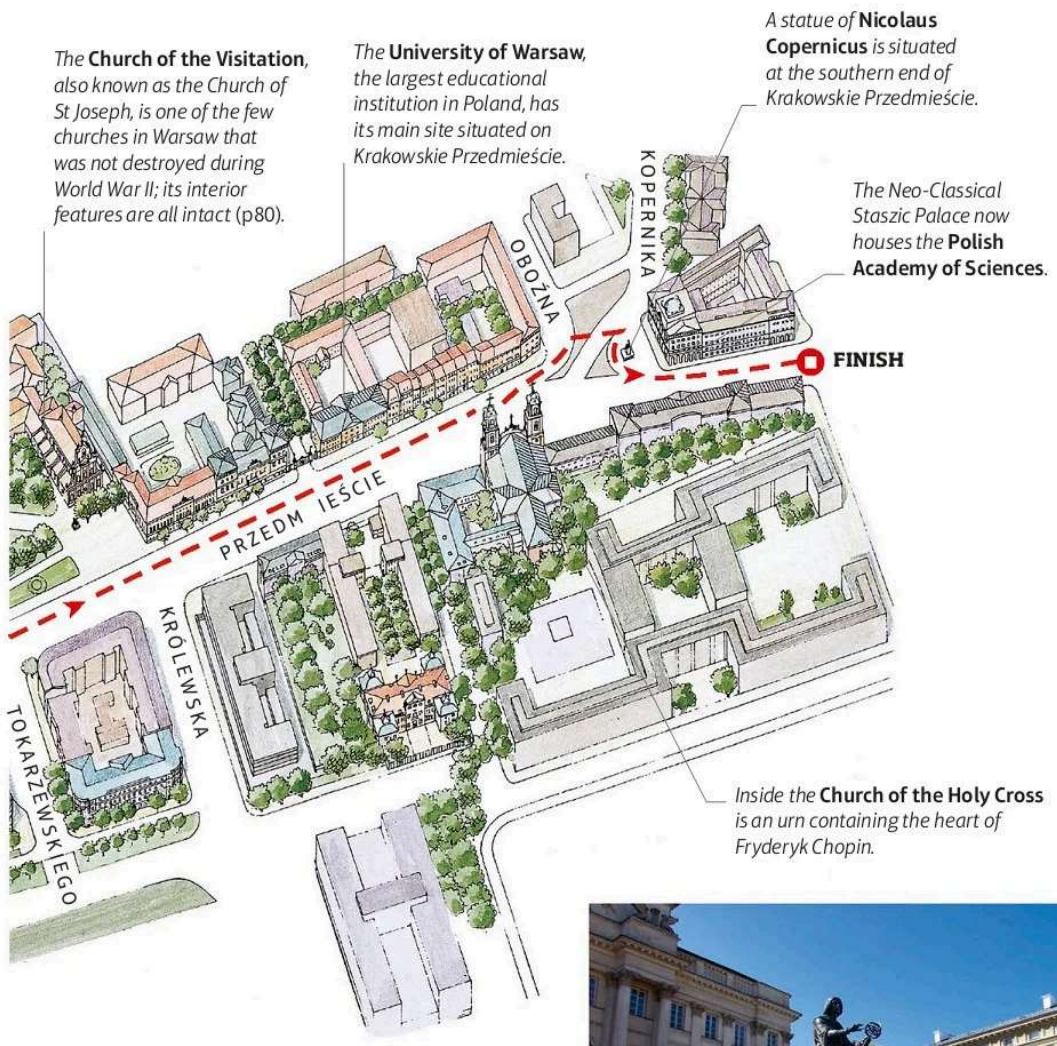 The Church of the Visitation,
also known as the Church of
St Joseph, is one of the few
churches in Warsaw that
was not destroyed during
World War II; its interior
features are all intact (p80).
The University of Warsaw,
the largest educational
institution in Poland, has
its main site situated on
Krakowskie Przedmieście.
A statue of Nicolaus
Copernicus is situated
at the southern end of
Krakowskie Przedmieście.
The Neo-Classical
Staszic Palace now
houses the Polish
Academy of Sciences.
OBOŹNA
KOPERNIKA
FINISH
PRZEDM IEŚCIE
KRÓLEWSKA
TOKARZEWSKIEGO
Inside the Church of the Holy Cross
is an urn containing the heart of
Fryderyk Chopin.